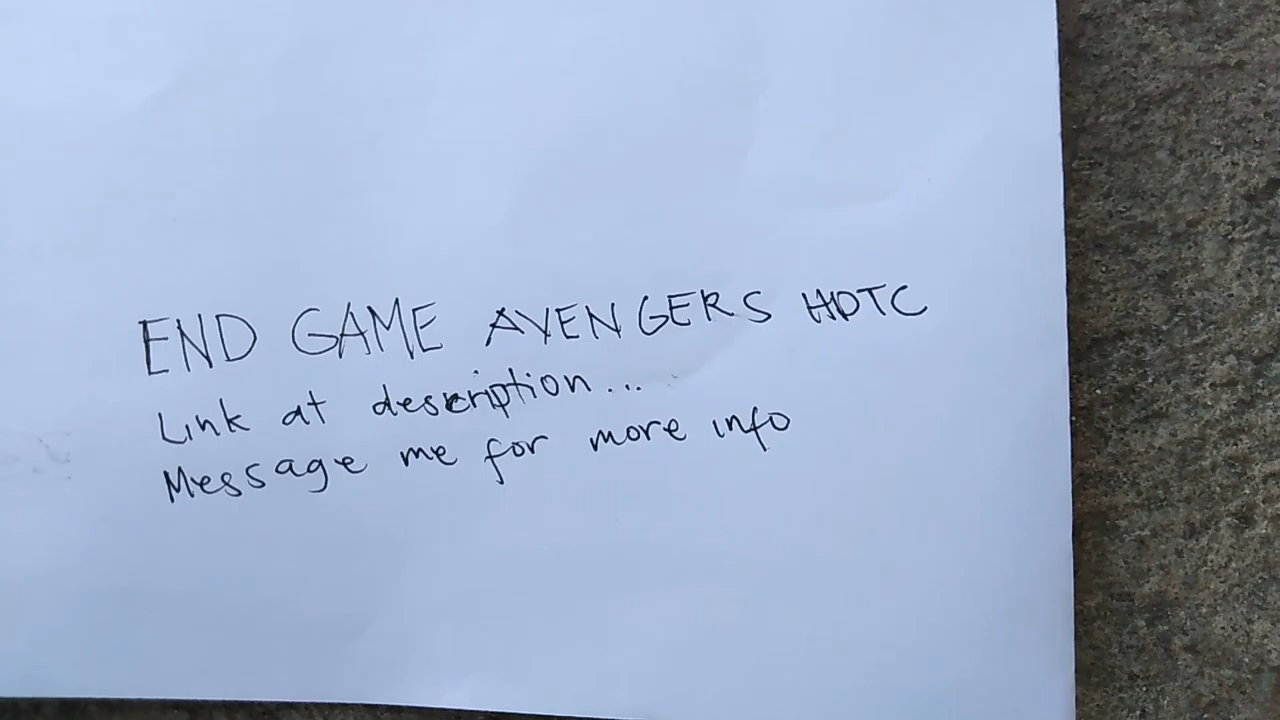 END GAME AVENGERS HDTC
Link at description...
Message me for more info